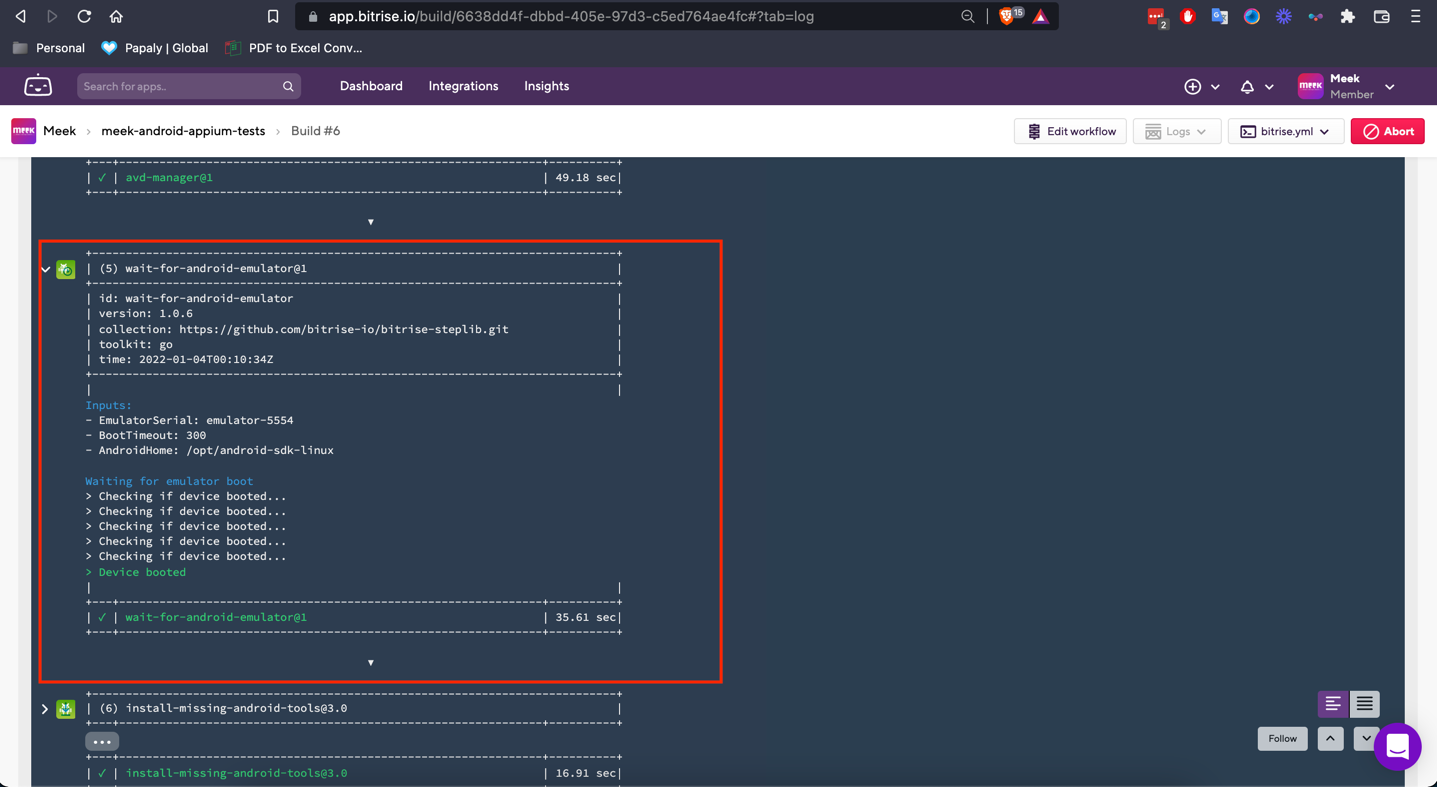 app.bitrise.io/build/6638dd4f-dbbd-405e-97d3-c5ed764ae4fc#?tab=log
15
2
Personal
Papaly | Global
PDF to Excel Conv...
Search for apps..
Dashboard
Integrations
Insights
Meek
Member
meek
Meek › meek-android-appium-tests › Build #6
Edit workflow
Logs
bitrise.yml
Abort
+---+---------------------------------------------------------------+----------+
| ✓ | avd-manager@1 | 49.18 sec|
+---+---------------------------------------------------------------+----------+
▼
+------------------------------------------------------------------------------+
| (5) wait-for-android-emulator@1 |
+------------------------------------------------------------------------------+
| id: wait-for-android-emulator |
| version: 1.0.6 |
| collection: https://github.com/bitrise-io/bitrise-steplib.git |
| toolkit: go |
| time: 2022-01-04T00:10:34Z |
+------------------------------------------------------------------------------+
| |
Inputs:
- EmulatorSerial: emulator-5554
- BootTimeout: 300
- AndroidHome: /opt/android-sdk-linux
Waiting for emulator boot
> Checking if device booted...
> Checking if device booted...
> Checking if device booted...
> Checking if device booted...
> Checking if device booted...
> Device booted
| |
+---+---------------------------------------------------------------+----------+
| ✓ | wait-for-android-emulator@1 | 35.61 sec|
+---+---------------------------------------------------------------+----------+
▼
+------------------------------------------------------------------------------+
| (6) install-missing-android-tools@3.0 |
+---+---------------------------------------------------------------+----------+
...
+---+---------------------------------------------------------------+----------+
| ✓ | install-missing-android-tools@3.0 | 16.91 sec|
Follow